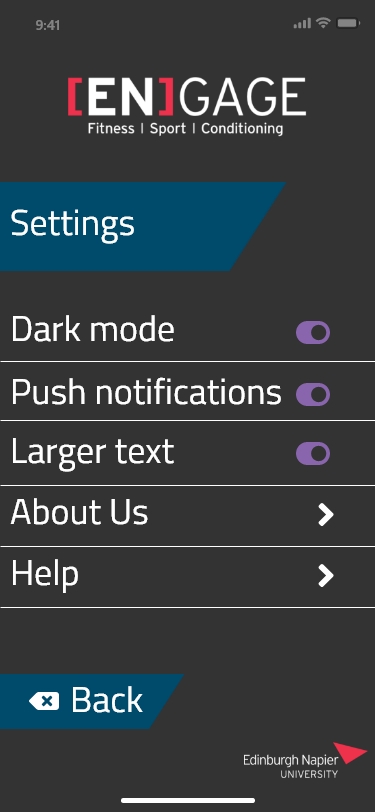 9:41
[EN]GAGE
Fitness | Sport | Conditioning
Settings
Dark mode
Push notifications
Larger text
About Us
Help
Back
Edinburgh Napier
UNIVERSITY